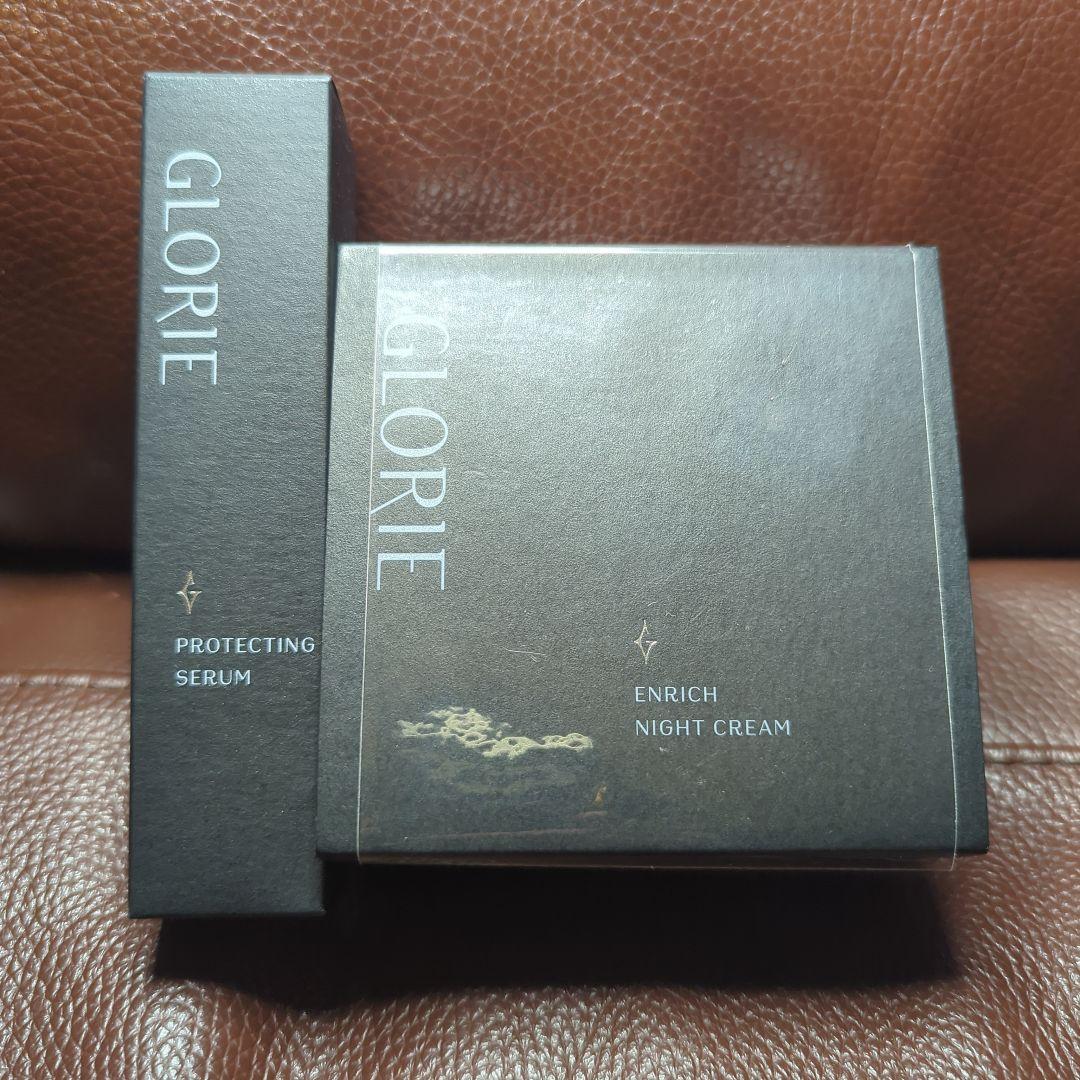 GLORIE
G
PROTECTING
SERUM
GLORIE
G
ENRICH
NIGHT CREAM